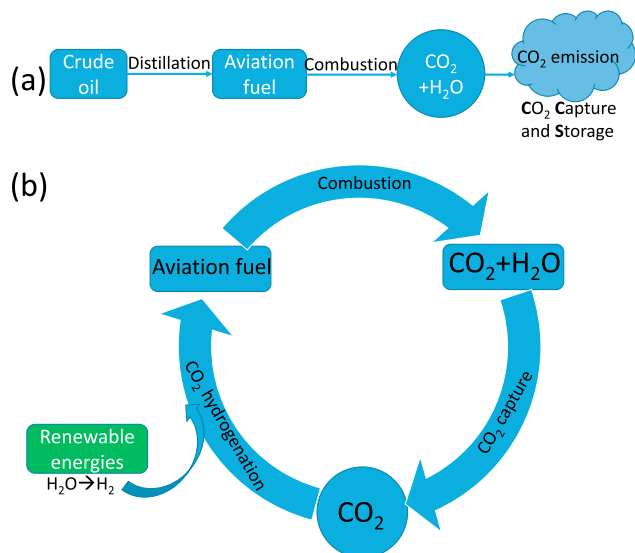 (a)
Crude
oil
Distillation
Aviation
fuel
Combustion
CO₂
+H₂O
CO₂ emission
CO₂ Capture
and Storage
(b)
Combustion
Aviation fuel
CO₂+H₂O
CO₂ hydrogenation
CO₂ capture
Renewable
energies
H₂O→H₂
CO₂